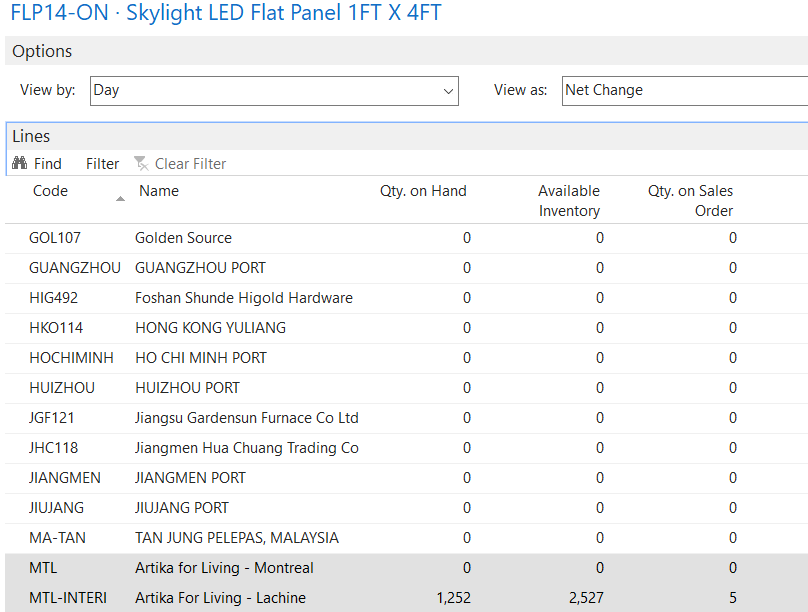 FLP14-ON · Skylight LED Flat Panel 1FT X 4FT
Options
View by: Day View as: Net Change
Lines
Find Filter Clear Filter
Code Name Qty. on Hand Available Inventory Qty. on Sales Order
GOL107 Golden Source 0 0 0
GUANGZHOU GUANGZHOU PORT 0 0 0
HIG492 Foshan Shunde Higold Hardware 0 0 0
HKO114 HONG KONG YULIANG 0 0 0
HOCHIMINH HO CHI MINH PORT 0 0 0
HUIZHOU HUIZHOU PORT 0 0 0
JGF121 Jiangsu Gardensun Furnace Co Ltd 0 0 0
JHC118 Jiangmen Hua Chuang Trading Co 0 0 0
JIANGMEN JIANGMEN PORT 0 0 0
JIUJANG JIUJANG PORT 0 0 0
MA-TAN TAN JUNG PELEPAS, MALAYSIA 0 0 0
MTL Artika for Living - Montreal 0 0 0
MTL-INTERI Artika For Living - Lachine 1,252 2,527 5